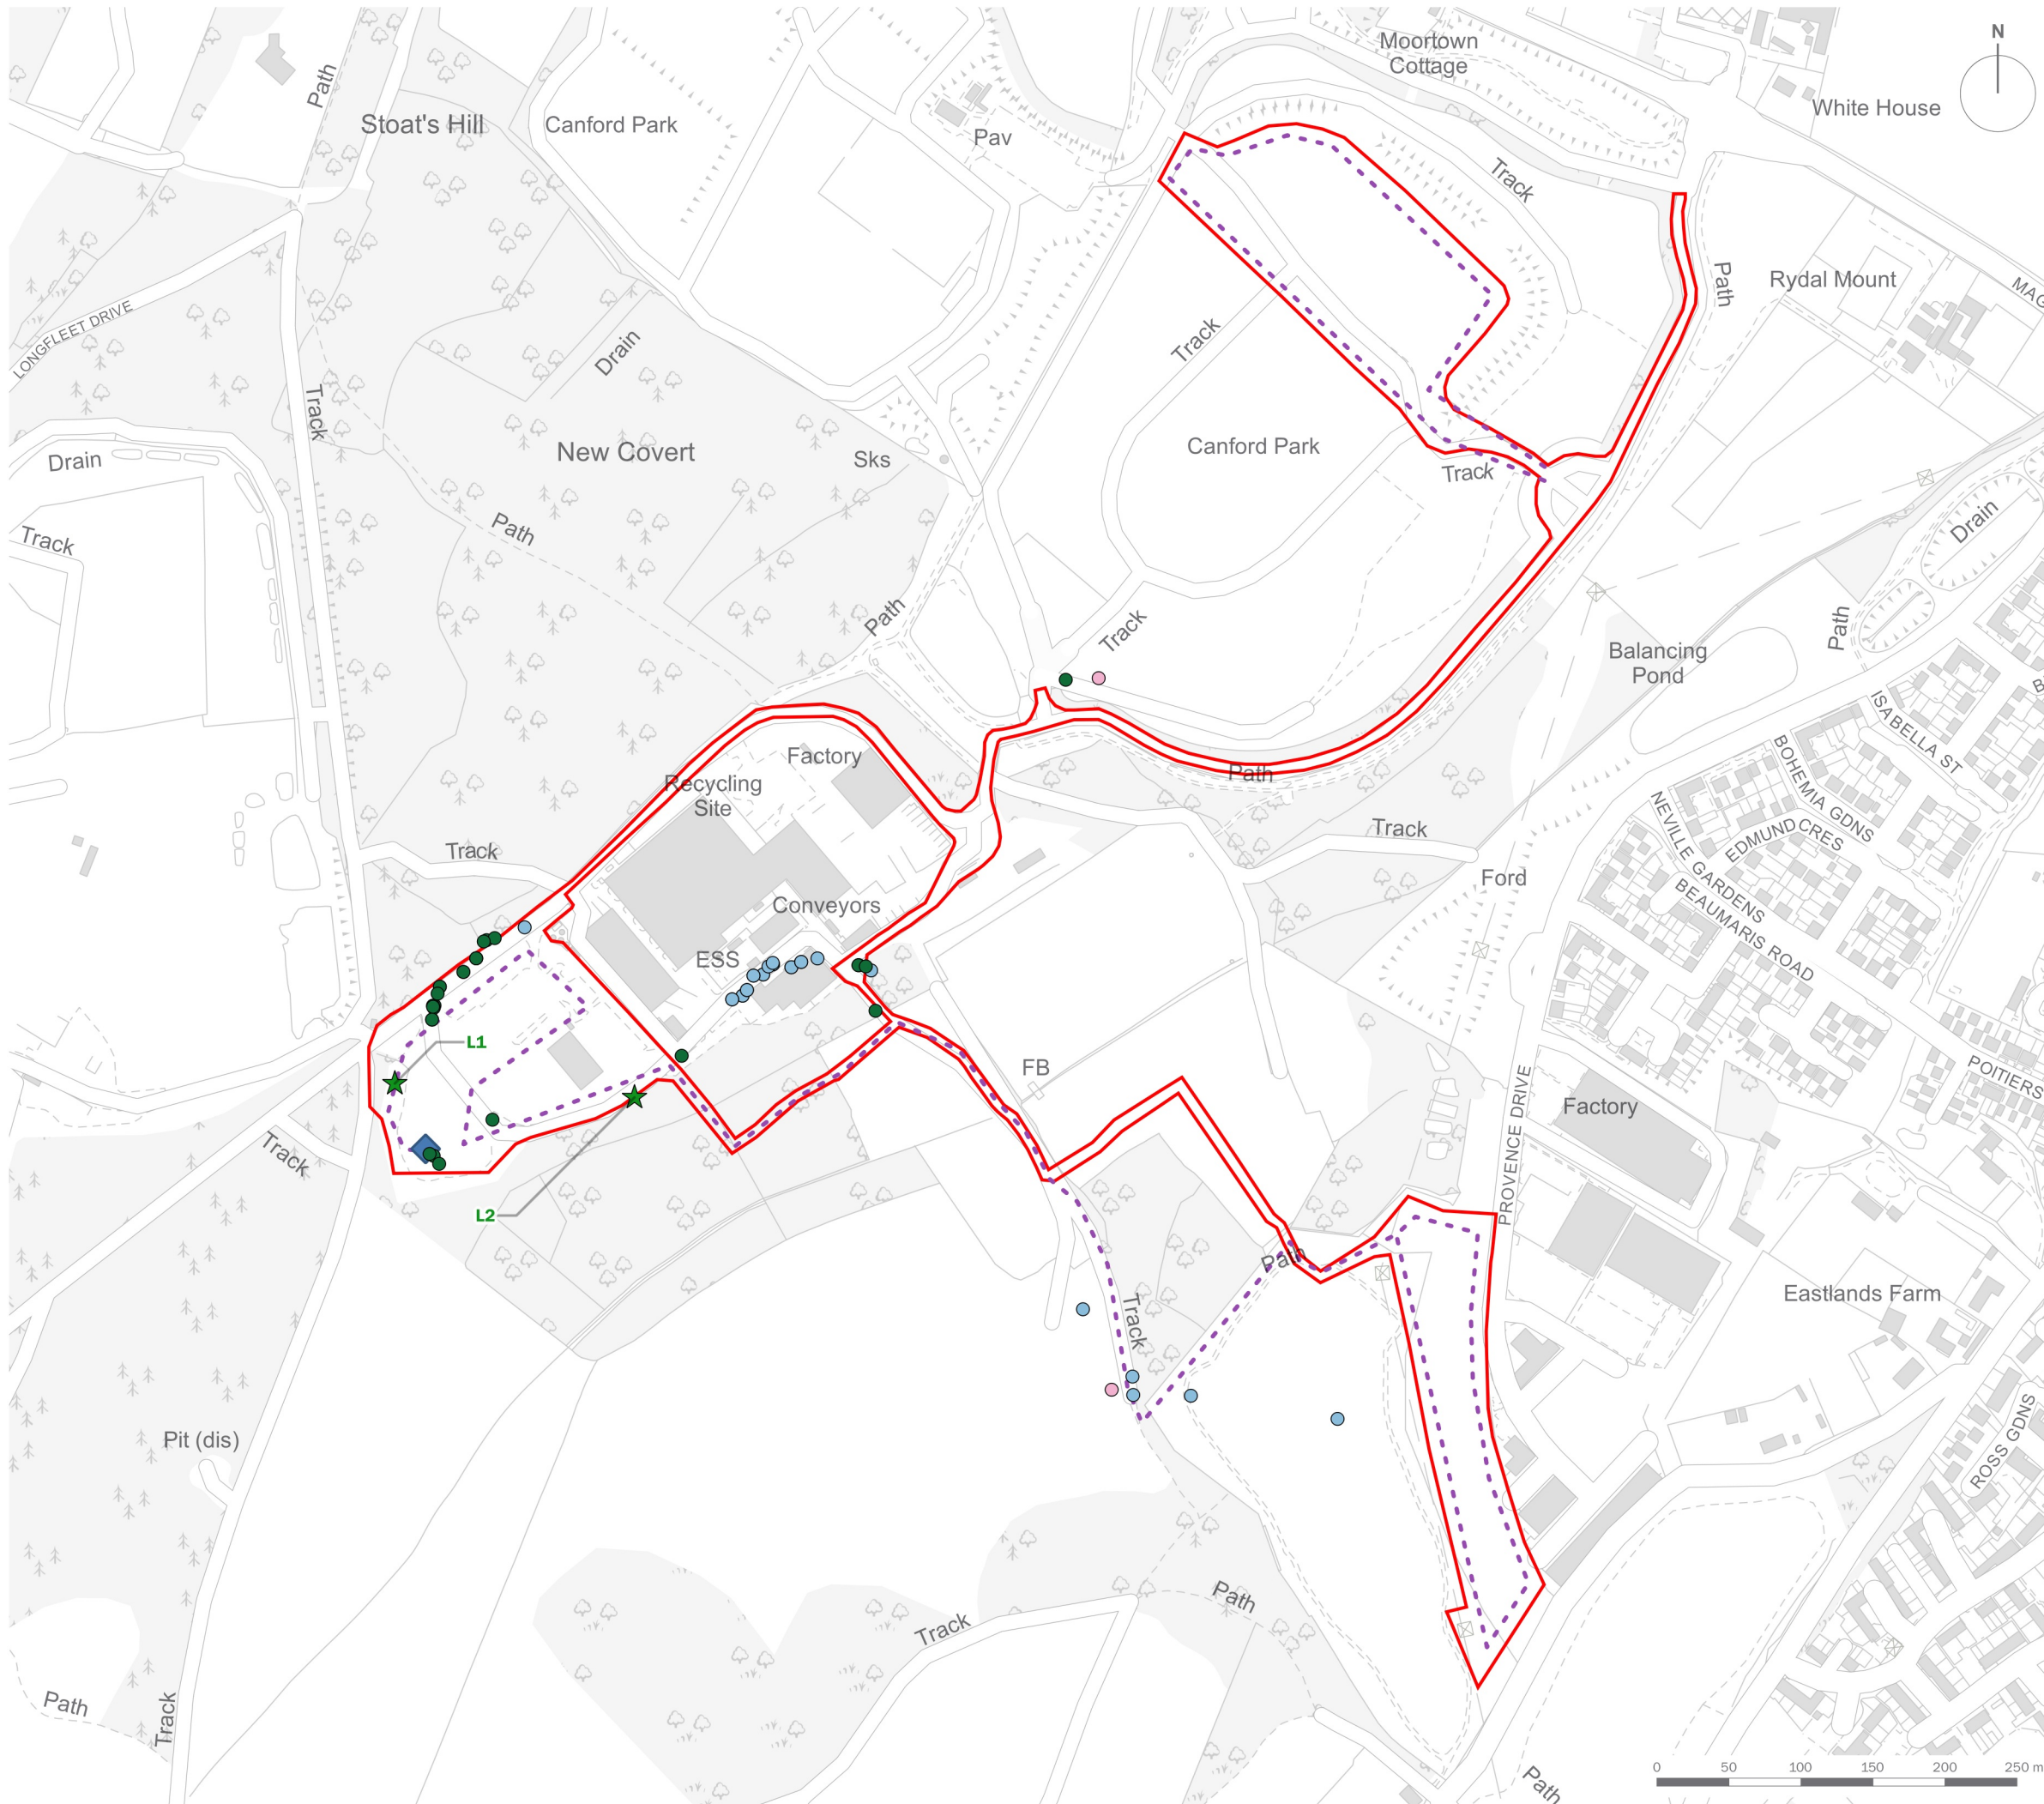 N
Moortown
Cottage
White House
Path
Stoat's Hill
Canford Park
Pav
Track
Path
Rydal Mount
LONGFLEET DRIVE
Drain
Track
Track
New Covert
Canford Park
Sks
Drain
Track
Track
Path
Drain
Path
Track
Path
Balancing
Pond
ISABELLA ST
BOHEMIA GDNS
Factory
Recycling
Site
Path
NEVILLE GARDENS
EDMUND CRES
Track
Track
Ford
BEAUMARIS ROAD
Conveyors
ESS
L1
FB
PROVENCE DRIVE
POITIERS
Factory
Track
L2
Path
Eastlands Farm
Track
Pit (dis)
ROSS GDNS
Path
Track
Path
Track
Path
0 50 100 150 200 250 m